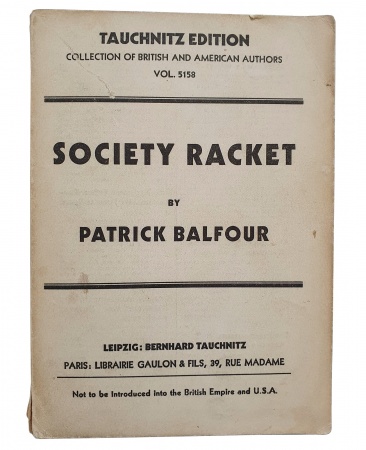 TAUCHNITZ EDITION
COLLECTION OF BRITISH AND AMERICAN AUTHORS
VOL. 5158
SOCIETY RACKET
BY
PATRICK BALFOUR
LEIPZIG: BERNHARD TAUCHNITZ
PARIS: LIBRAIRIE GAULON & FILS, 39, RUE MADAME
Not to be introduced into the British Empire and U.S.A.